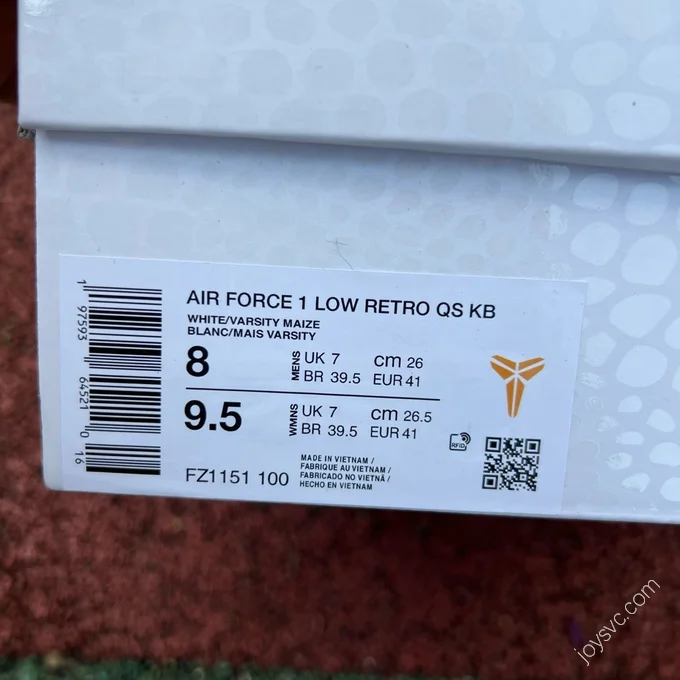 AIR FORCE 1 LOW RETRO QS KB
WHITE/VARSITY MAIZE
BLANC/MAIS VARSITY
8 MENS UK 7 cm 26
BR 39.5 EUR 41
9.5 WMNS UK 7 cm 26.5
BR 39.5 EUR 41
FZ1151 100
MADE IN VIETNAM /
FABRIQUE AU VIETNAM /
FABRICADO NO VIETNÃ /
HECHO EN VIETNAM
RFID
1 97593 64521 0 16
joysvc.com